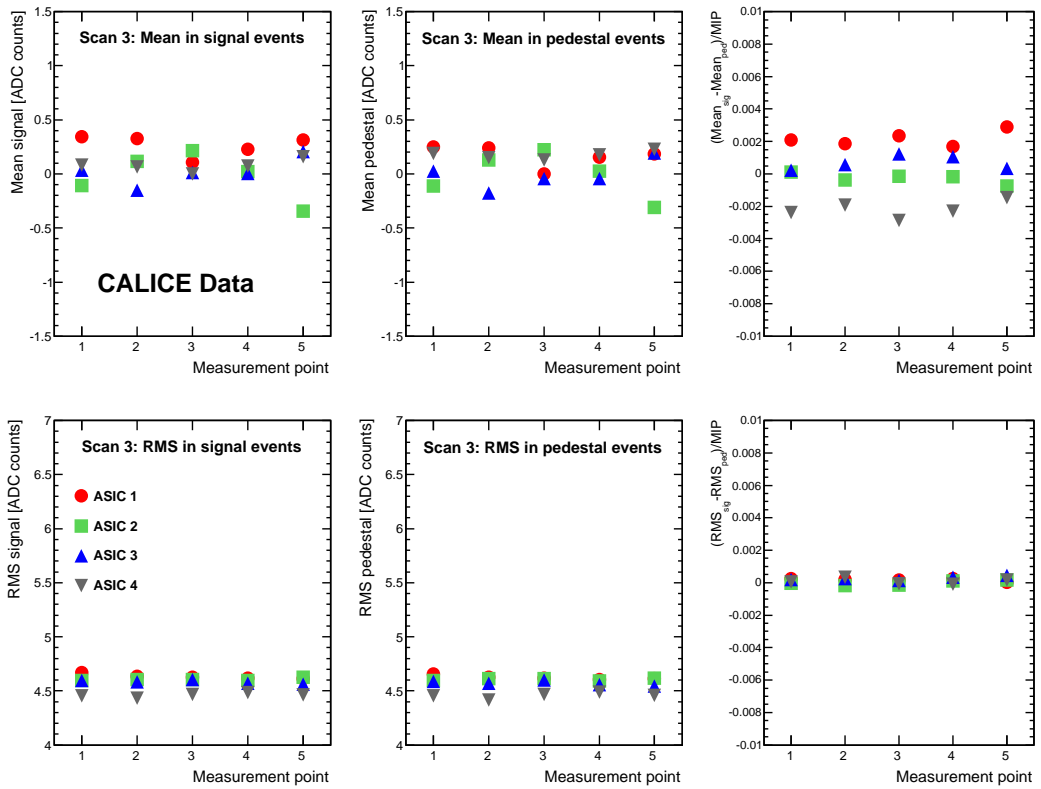 Scan 3: Mean in signal events
Mean signal [ADC counts]
1.5
1
0.5
0
-0.5
-1
-1.5
CALICE Data
1 2 3 4 5
Measurement point
Scan 3: Mean in pedestal events
Mean pedestal [ADC counts]
1.5
1
0.5
0
-0.5
-1
-1.5
1 2 3 4 5
Measurement point
(Mean_sig-Mean_ped)/MIP
0.01
0.008
0.006
0.004
0.002
0
-0.002
-0.004
-0.006
-0.008
-0.01
1 2 3 4 5
Measurement point
Scan 3: RMS in signal events
RMS signal [ADC counts]
7
6.5
6
5.5
5
4.5
4
ASIC 1
ASIC 2
ASIC 3
ASIC 4
1 2 3 4 5
Measurement point
Scan 3: RMS in pedestal events
RMS pedestal [ADC counts]
7
6.5
6
5.5
5
4.5
4
1 2 3 4 5
Measurement point
(RMS_sig-RMS_ped)/MIP
0.01
0.008
0.006
0.004
0.002
0
-0.002
-0.004
-0.006
-0.008
-0.01
1 2 3 4 5
Measurement point